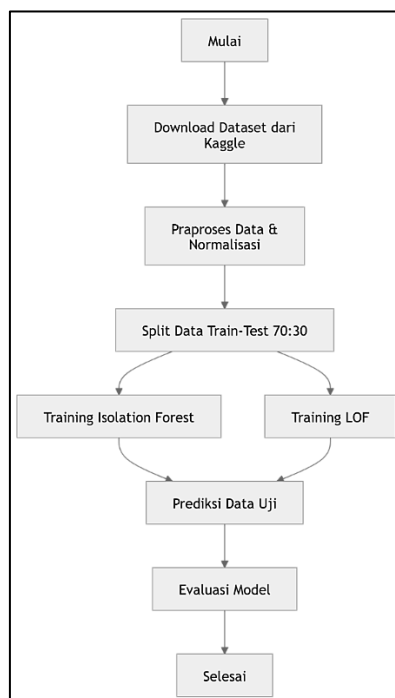 Mulai
Download Dataset dari
Kaggle
Praproses Data &
Normalisasi
Split Data Train-Test 70:30
Training Isolation Forest
Training LOF
Prediksi Data Uji
Evaluasi Model
Selesai